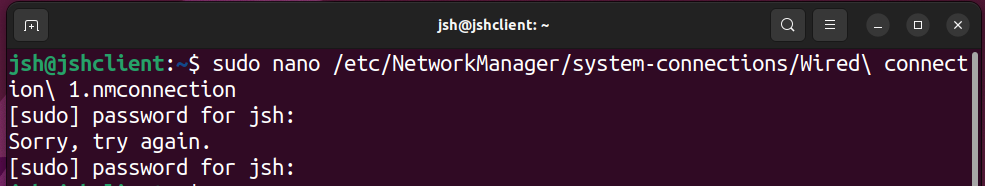 jsh@jshclient: ~
jsh@jshclient:~$ sudo nano /etc/NetworkManager/system-connections/Wired\ connect
ion\ 1.nmconnection
[sudo] password for jsh:
Sorry, try again.
[sudo] password for jsh: